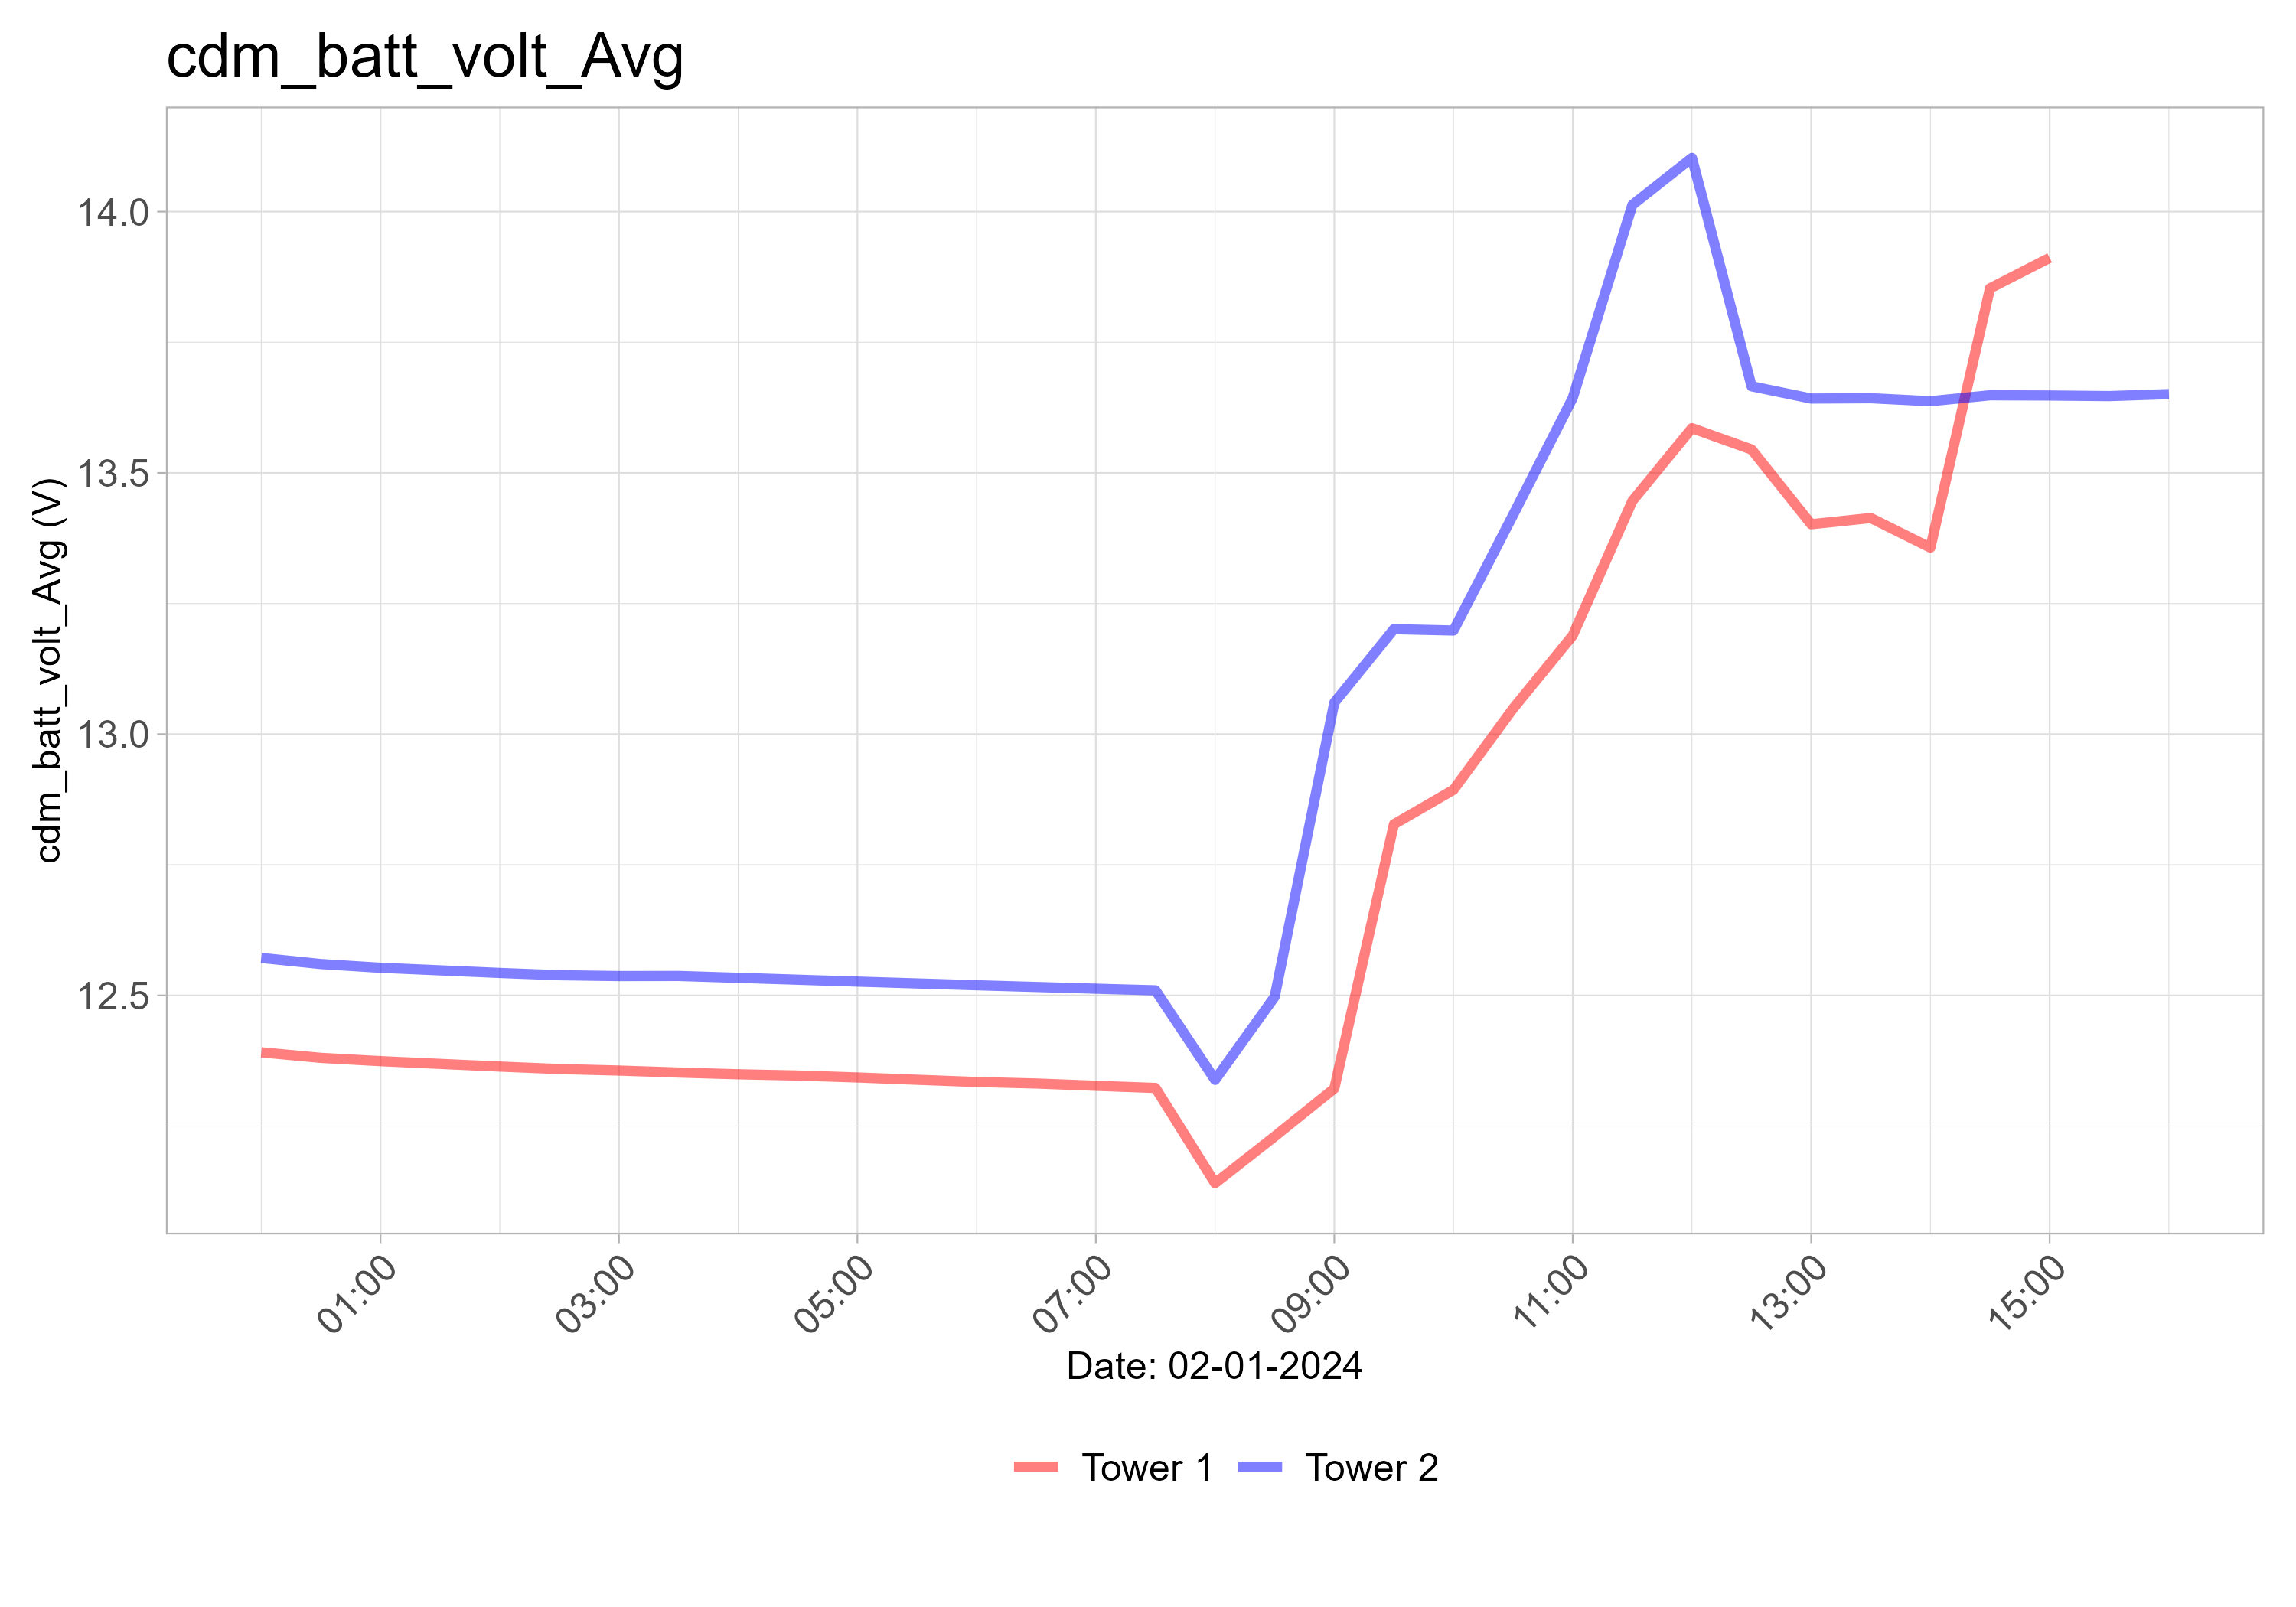 cdm_batt_volt_Avg
cdm_batt_volt_Avg (V)
14.0
13.5
13.0
12.5
01:00
03:00
05:00
07:00
09:00
11:00
13:00
15:00
Date: 02-01-2024
Tower 1
Tower 2